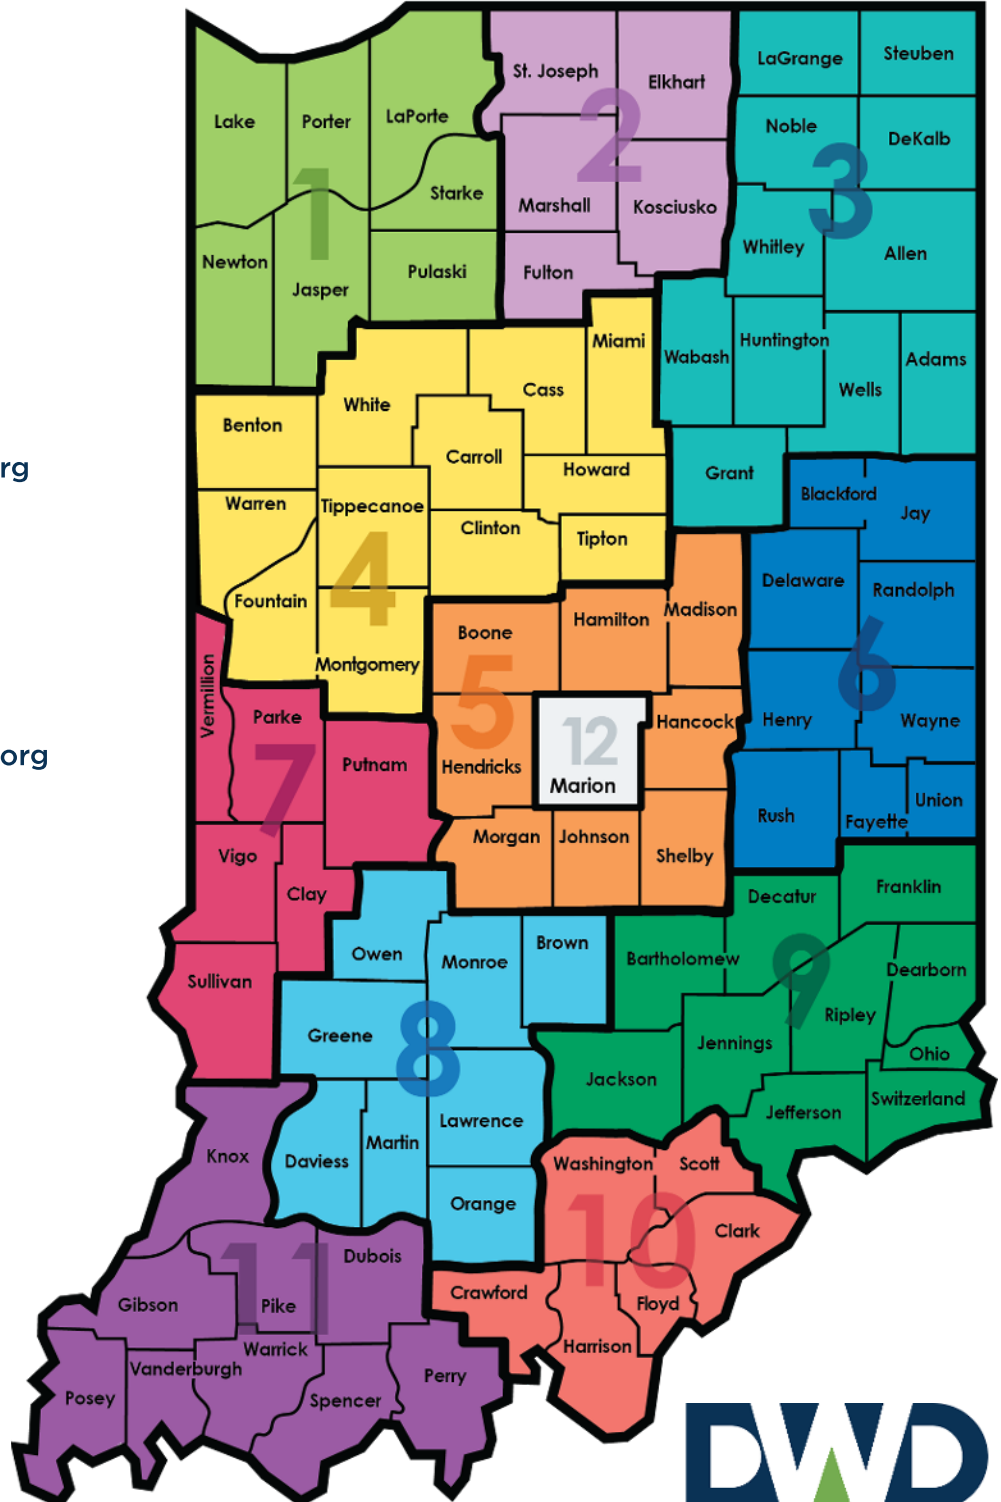 LaGrange
Steuben
St. Joseph
Elkhart
Lake
Porter
LaPorte
2
Noble
DeKalb
3
Starke
Marshall
Kosciusko
1
Newton
Jasper
Pulaski
Fulton
Whitley
Allen
Miami
Wabash
Huntington
Adams
Wells
White
Cass
Benton
Carroll
Howard
Grant
rg
Blackford
Jay
Warren
Tippecanoe
Clinton
Tipton
4
Fountain
Delaware
Randolph
Hamilton
Madison
Boone
Montgomery
5
6
Vermillion
Parke
12
Hancock
Henry
Wayne
org
7
Putnam
Hendricks
Marion
Rush
Fayette
Union
Vigo
Morgan
Johnson
Shelby
Clay
Decatur
Franklin
Owen
Monroe
Brown
Bartholomew
9
Dearborn
Sullivan
Greene
8
Ripley
Jennings
Ohio
Jackson
Lawrence
Jefferson
Switzerland
Knox
Daviess
Martin
Washington
Scott
Orange
10
Clark
Dubois
11
Gibson
Pike
Crawford
Floyd
Harrison
Warrick
Vanderburgh
Posey
Spencer
Perry
DWD